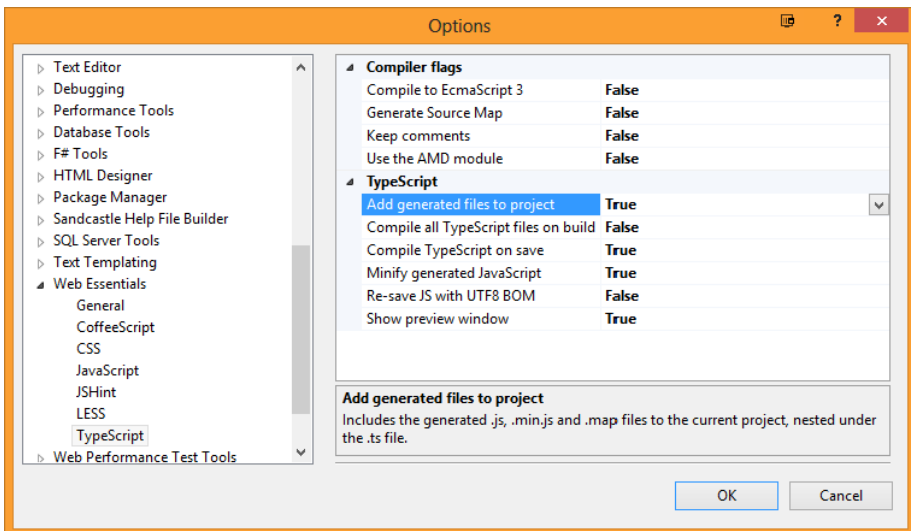 Options
?
Text Editor
Debugging
Performance Tools
Database Tools
F# Tools
HTML Designer
Package Manager
Sandcastle Help File Builder
SQL Server Tools
Text Templating
Web Essentials
General
CoffeeScript
CSS
JavaScript
JSHint
LESS
TypeScript
Web Performance Test Tools
Compiler flags
Compile to EcmaScript 3 False
Generate Source Map False
Keep comments False
Use the AMD module False
TypeScript
Add generated files to project True
Compile all TypeScript files on build False
Compile TypeScript on save True
Minify generated JavaScript True
Re-save JS with UTF8 BOM False
Show preview window True
Add generated files to project
Includes the generated .js, .min.js and .map files to the current project, nested under
the .ts file.
OK Cancel